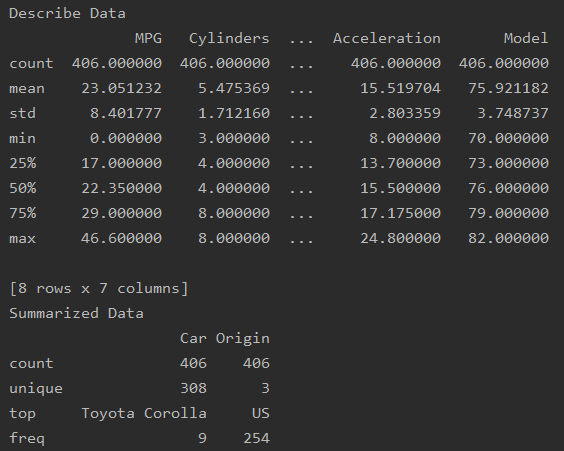 Describe Data
MPG Cylinders ... Acceleration Model
count 406.000000 406.000000 ... 406.000000 406.000000
mean 23.051232 5.475369 ... 15.519704 75.921182
std 8.401777 1.712160 ... 2.803359 3.748737
min 0.000000 3.000000 ... 8.000000 70.000000
25% 17.000000 4.000000 ... 13.700000 73.000000
50% 22.350000 4.000000 ... 15.500000 76.000000
75% 29.000000 8.000000 ... 17.175000 79.000000
max 46.600000 8.000000 ... 24.800000 82.000000
[8 rows x 7 columns]
Summarized Data
Car Origin
count 406 406
unique 308 3
top Toyota Corolla US
freq 9 254